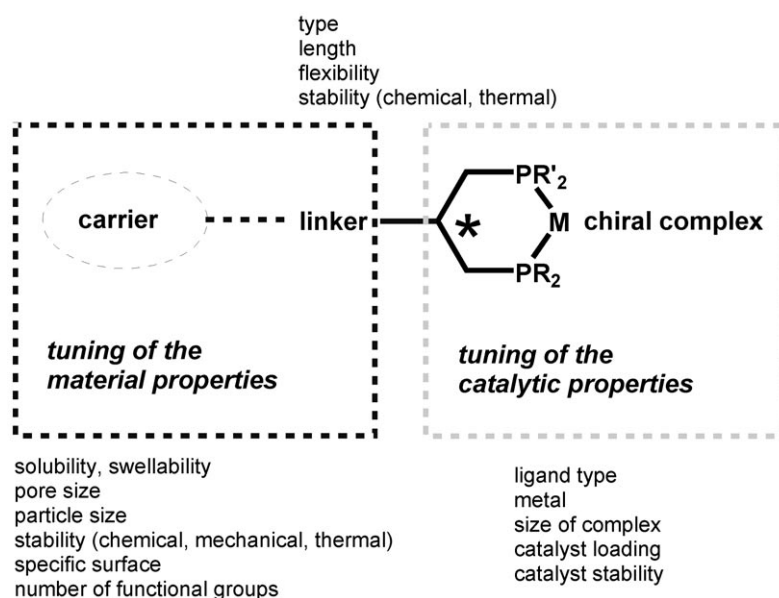 type
length
flexibility
stability (chemical, thermal)
carrier
linker
*
PR'2
M
chiral complex
PR2
tuning of the
material properties
tuning of the
catalytic properties
solubility, swellability
pore size
particle size
stability (chemical, mechanical, thermal)
specific surface
number of functional groups
ligand type
metal
size of complex
catalyst loading
catalyst stability